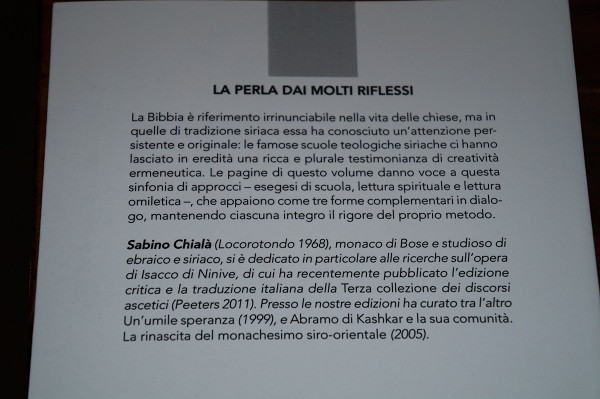 LA PERLA DAI MOLTI RIFLESSI
La Bibbia è riferimento irrinunciabile nella vita delle chiese, ma in
quelle di tradizione siriaca essa ha conosciuto un'attenzione per-
sistente e originale: le famose scuole teologiche siriache ci hanno
lasciato in eredità una ricca e plurale testimonianza di creatività
ermeneutica. Le pagine di questo volume danno voce a questa
sinfonia di approcci – esegesi di scuola, lettura spirituale e lettura
omiletica –, che appaiono come tre forme complementari in dialo-
go, mantenendo ciascuna integro il rigore del proprio metodo.
Sabino Chialà (Locorotondo 1968), monaco di Bose e studioso di
ebraico e siriaco, si è dedicato in particolare alle ricerche sull'opera
di Isacco di Ninive, di cui ha recentemente pubblicato l'edizione
critica e la traduzione italiana della Terza collezione dei discorsi
ascetici (Peeters 2011). Presso le nostre edizioni ha curato tra l'altro
Un'umile speranza (1999), e Abramo di Kashkar e la sua comunità.
La rinascita del monachesimo siro-orientale (2005).